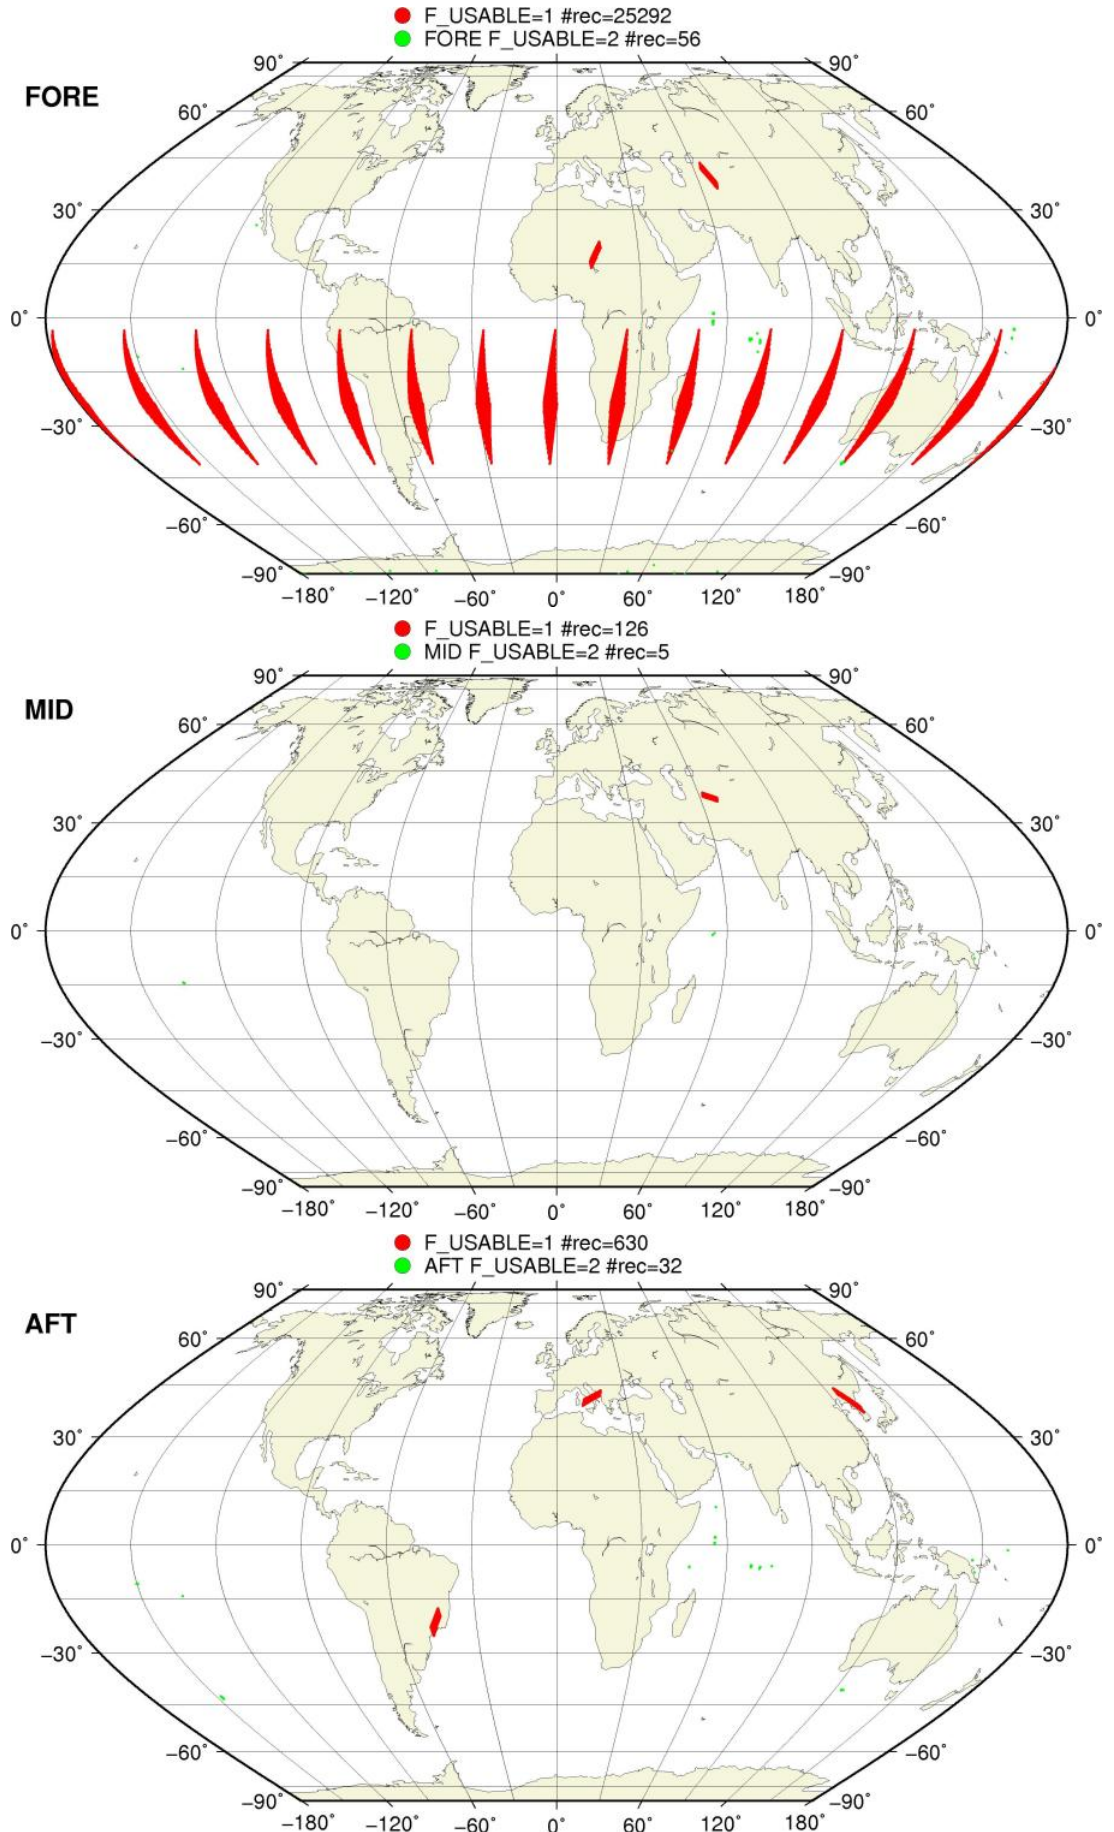 F_USABLE=1 #rec=25292
FORE F_USABLE=2 #rec=56
90° 90°
FORE
60° 60°
30° 30°
0° 0°
−30° −30°
−60° −60°
−90° −90°
−180° −120° −60° 0° 60° 120° 180°
F_USABLE=1 #rec=126
MID F_USABLE=2 #rec=5
90° 90°
MID
60° 60°
30° 30°
0° 0°
−30° −30°
−60° −60°
−90° −90°
−180° −120° −60° 0° 60° 120° 180°
F_USABLE=1 #rec=630
AFT F_USABLE=2 #rec=32
90° 90°
AFT
60° 60°
30° 30°
0° 0°
−30° −30°
−60° −60°
−90° −90°
−180° −120° −60° 0° 60° 120° 180°